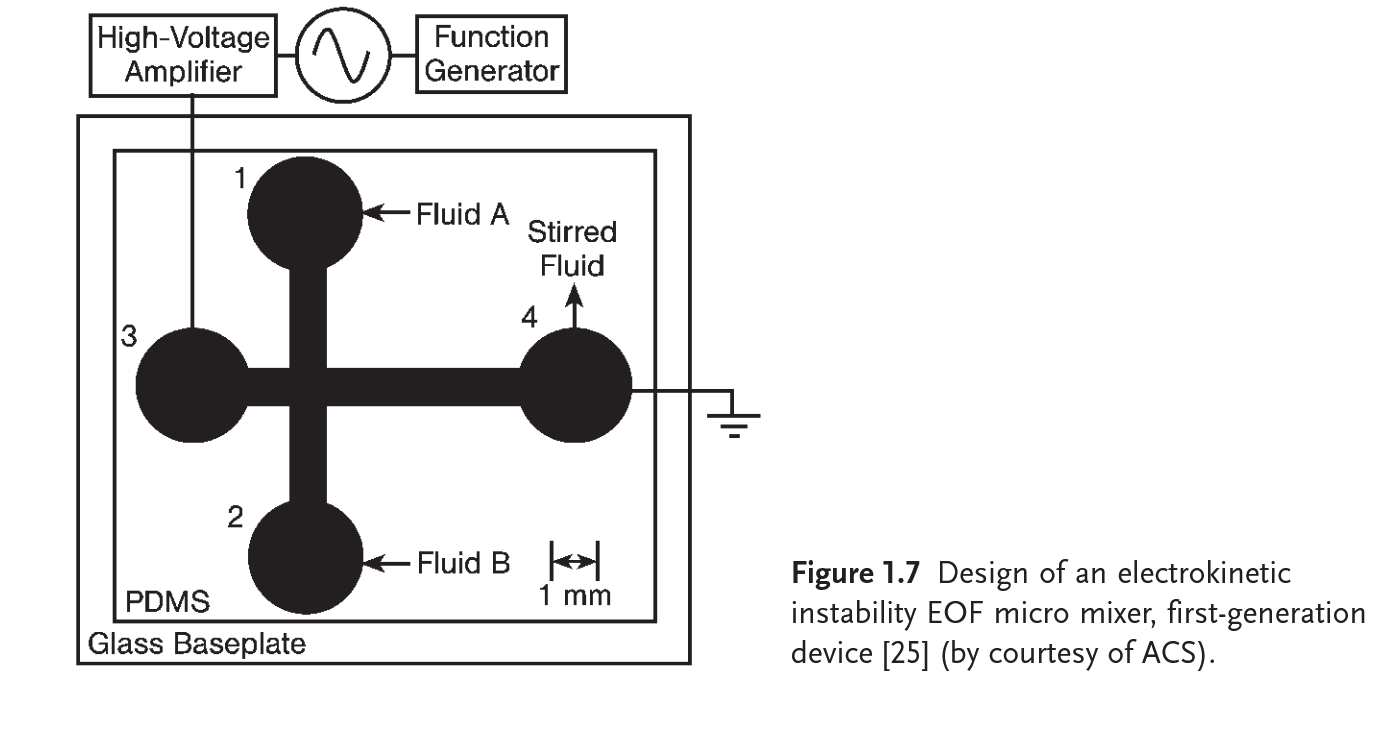 High-Voltage
Amplifier
Function
Generator
1
Fluid A
Stirred
Fluid
3
4
2
Fluid B
1 mm
PDMS
Glass Baseplate
Figure 1.7 Design of an electrokinetic
instability EOF micro mixer, first-generation
device [25] (by courtesy of ACS).